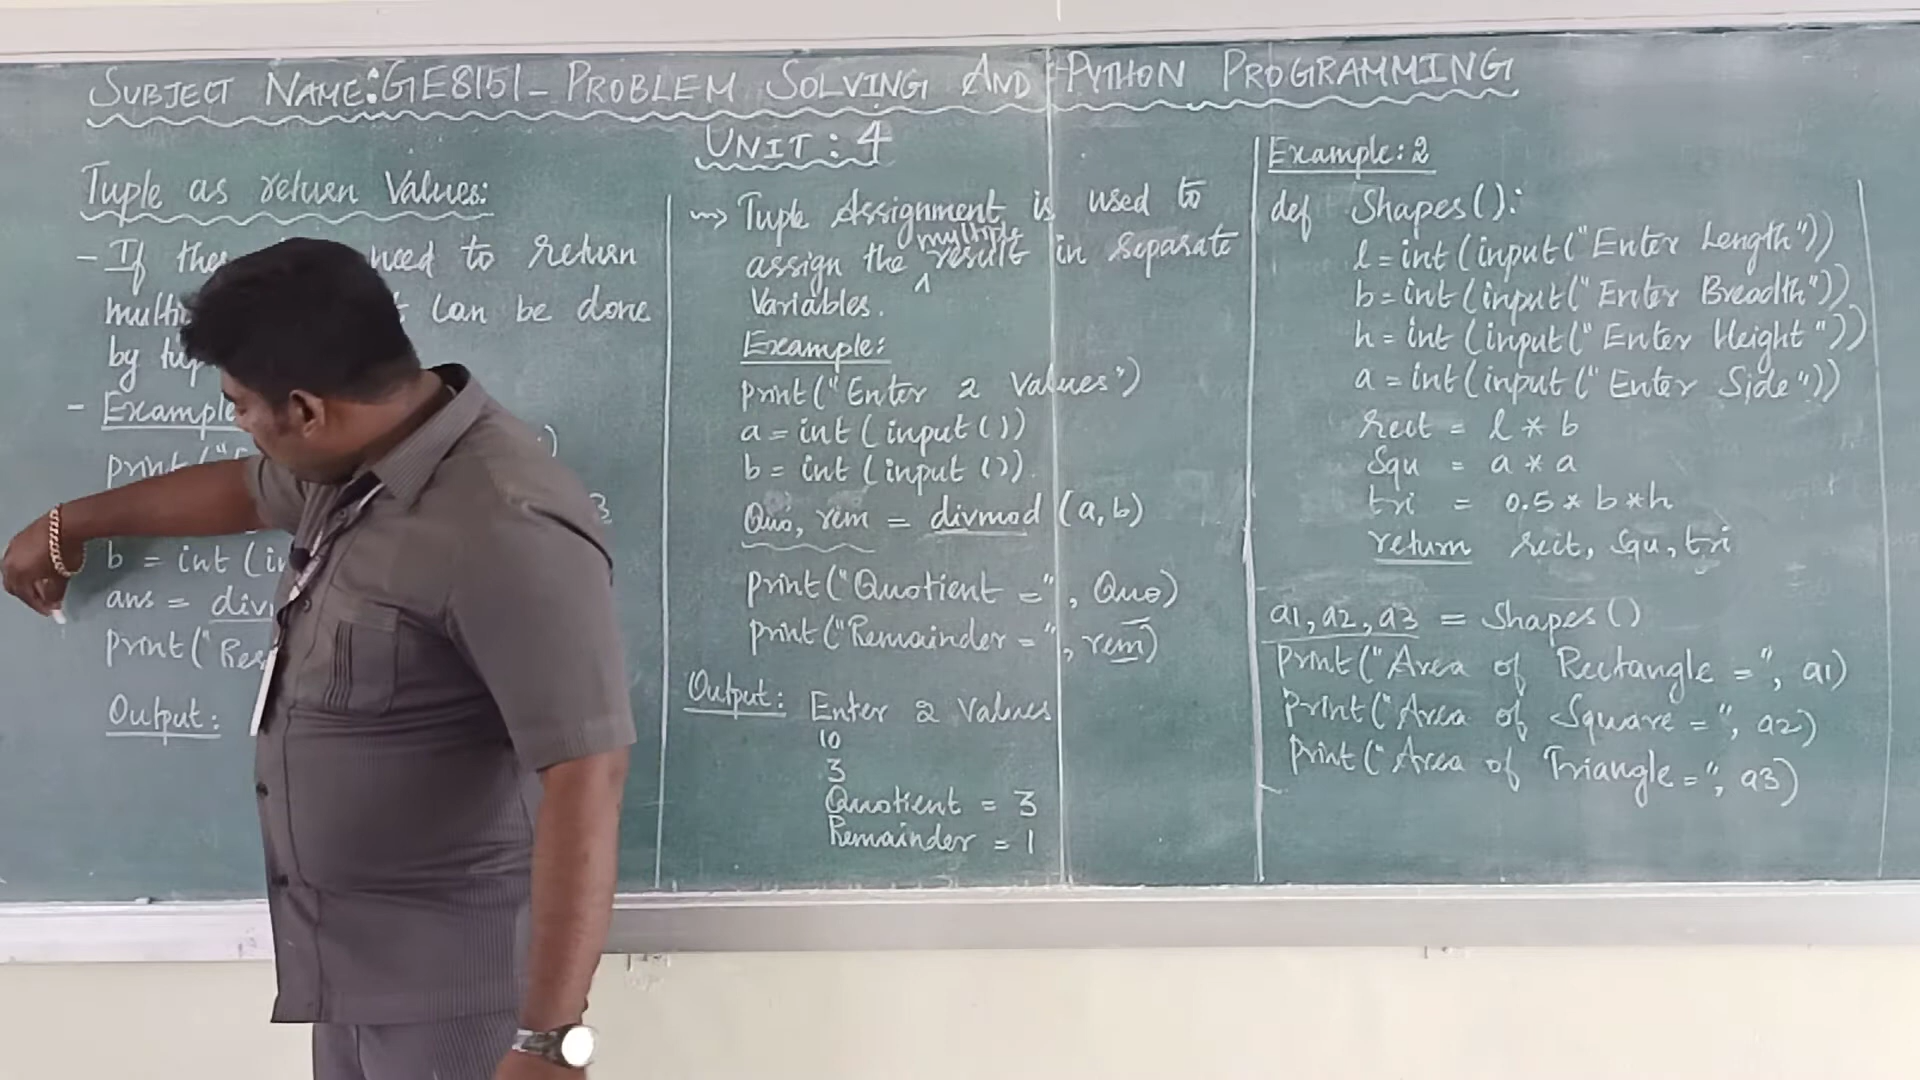 SUBJECT NAME: GE8151- PROBLEM SOLVING AND PYTHON PROGRAMMING
UNIT: 4
Tuple as return Values:
- If need to return
can be done
by
- Example
print("
3
b = int (in
ans = div
print("Res
Output:
⇝ Tuple Assignment is used to
assign the multiple result in separate
Variables.
Example:
print("Enter 2 Values")
a = int (input ())
b = int (input ()).
Quo, rem = divmod (a, b)
print("Quotient =", Quo)
print("Remainder =", rem)
Output: Enter 2 Values
10
3
Quotient = 3
Remainder = 1
Example: 2
def Shapes():
l = int (input ("Enter Length"))
b = int (input ("Enter Breadth"))
h = int (input (" Enter Height "))
a = int (input (" Enter Side "))
rect = l * b
Squ = a * a
tri = 0.5 * b * h
return rect, Squ, tri
a1, a2, a3 = Shapes ()
print("Area of Rectangle =", a1)
print("Area of Square =", a2)
print("Area of Triangle =", a3)